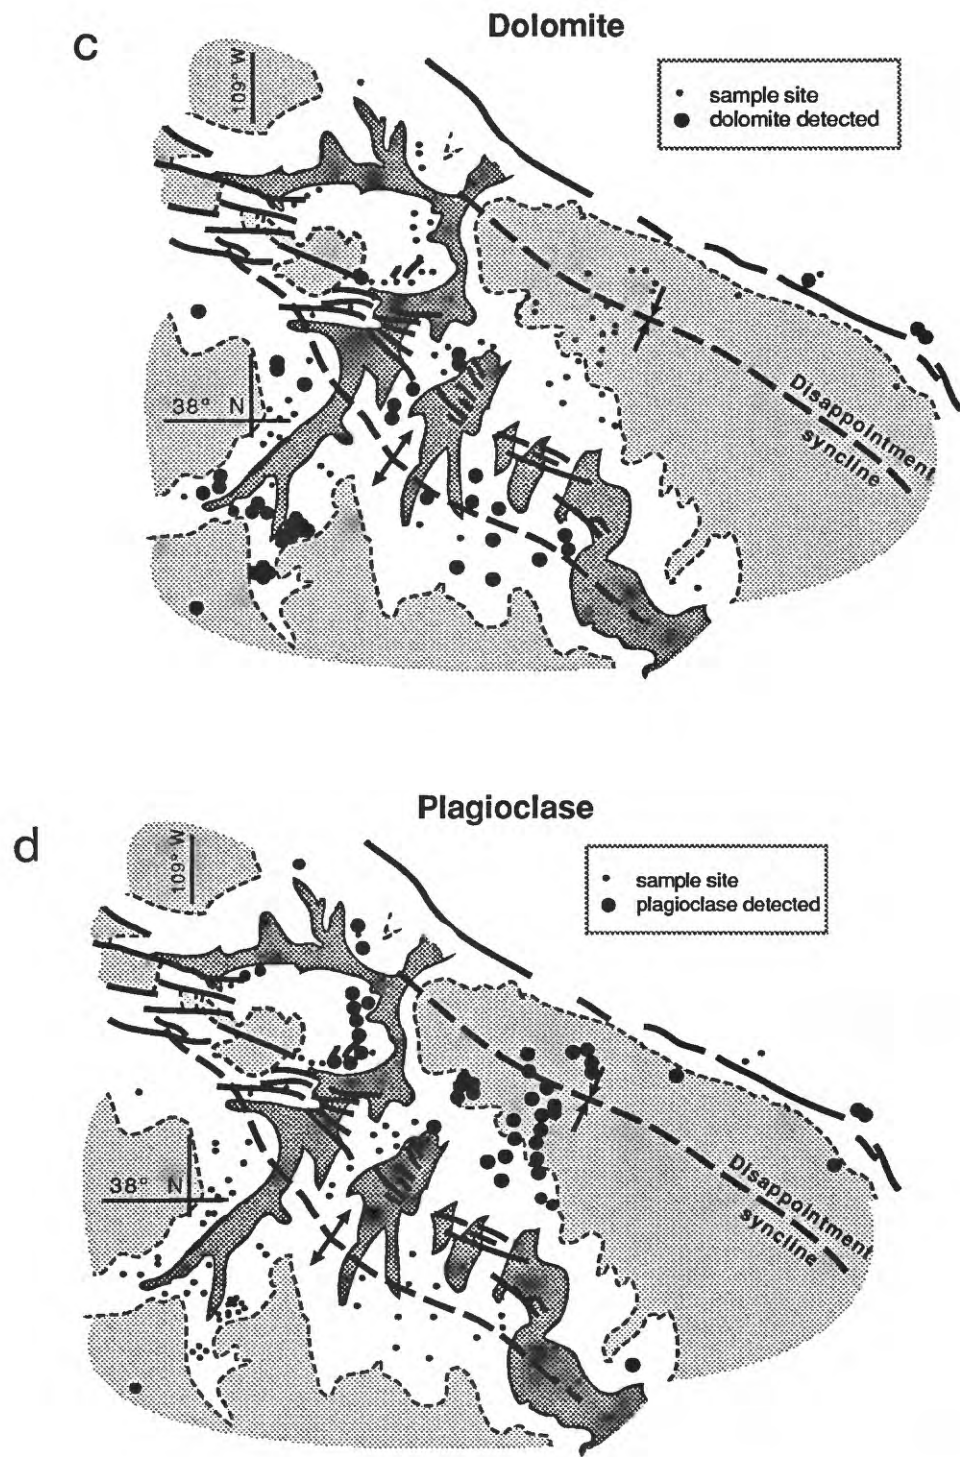 c
Dolomite
109° W
sample site
dolomite detected
38° N
Disappointment
syncline
d
Plagioclase
109° W
sample site
plagioclase detected
38° N
Disappointment
syncline